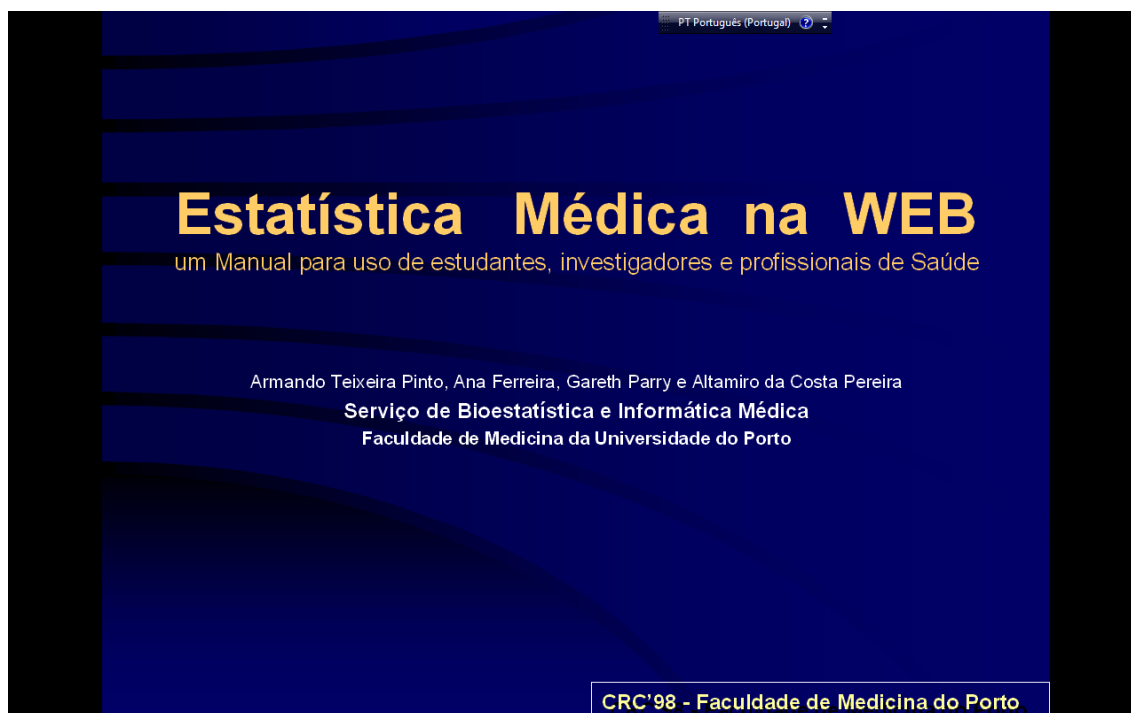 PT Português (Portugal)
Estatística Médica na WEB
um Manual para uso de estudantes, investigadores e profissionais de Saúde
Armando Teixeira Pinto, Ana Ferreira, Gareth Parry e Altamiro da Costa Pereira
Serviço de Bioestatística e Informática Médica
Faculdade de Medicina da Universidade do Porto
CRC'98 - Faculdade de Medicina do Porto